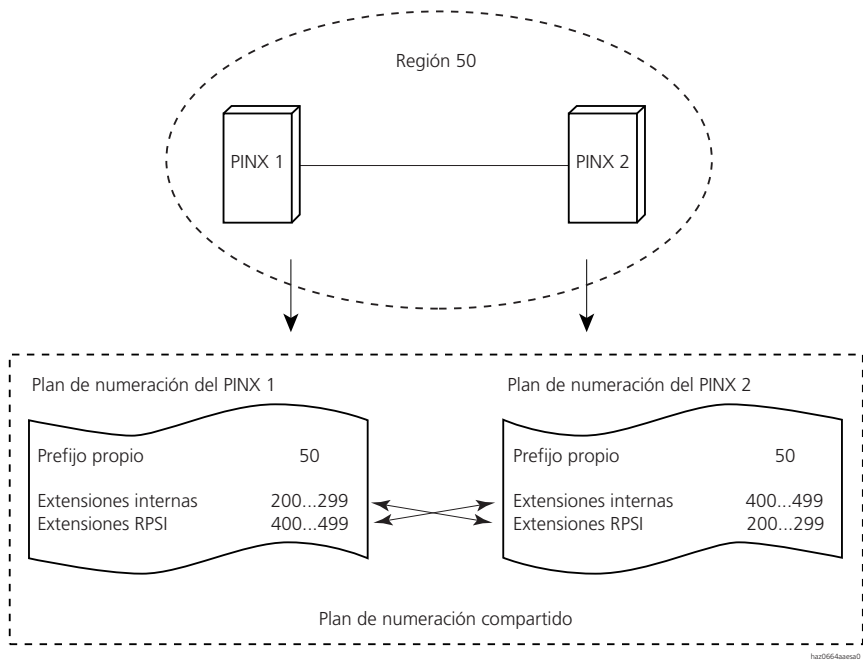 Región 50
PINX 1
PINX 2
Plan de numeración del PINX 1
Prefijo propio 50
Extensiones internas 200...299
Extensiones RPSI 400...499
Plan de numeración del PINX 2
Prefijo propio 50
Extensiones internas 400...499
Extensiones RPSI 200...299
Plan de numeración compartido
haz0664aaesa0